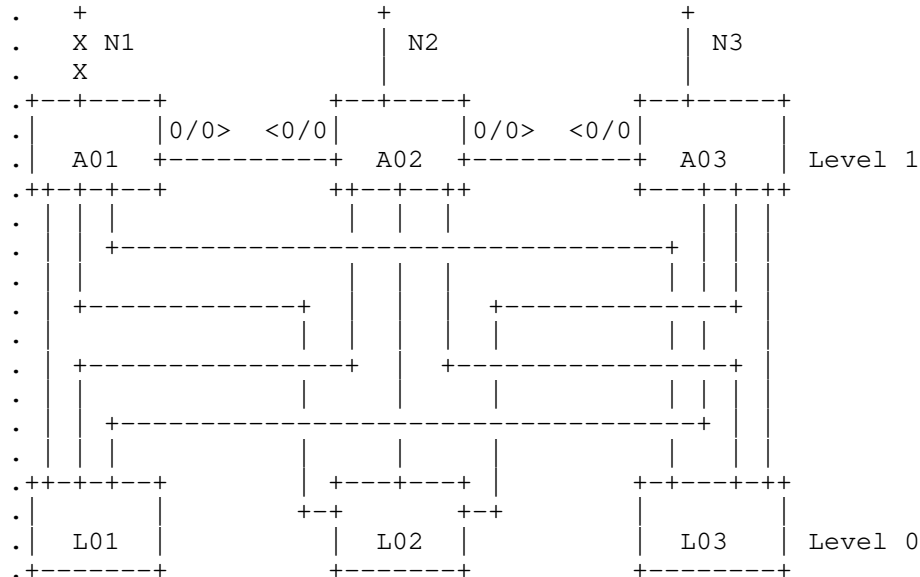 X N1 N2 N3
X
0/0> <0/0 0/0> <0/0
A01 A02 A03 Level 1
L01 L02 L03 Level 0